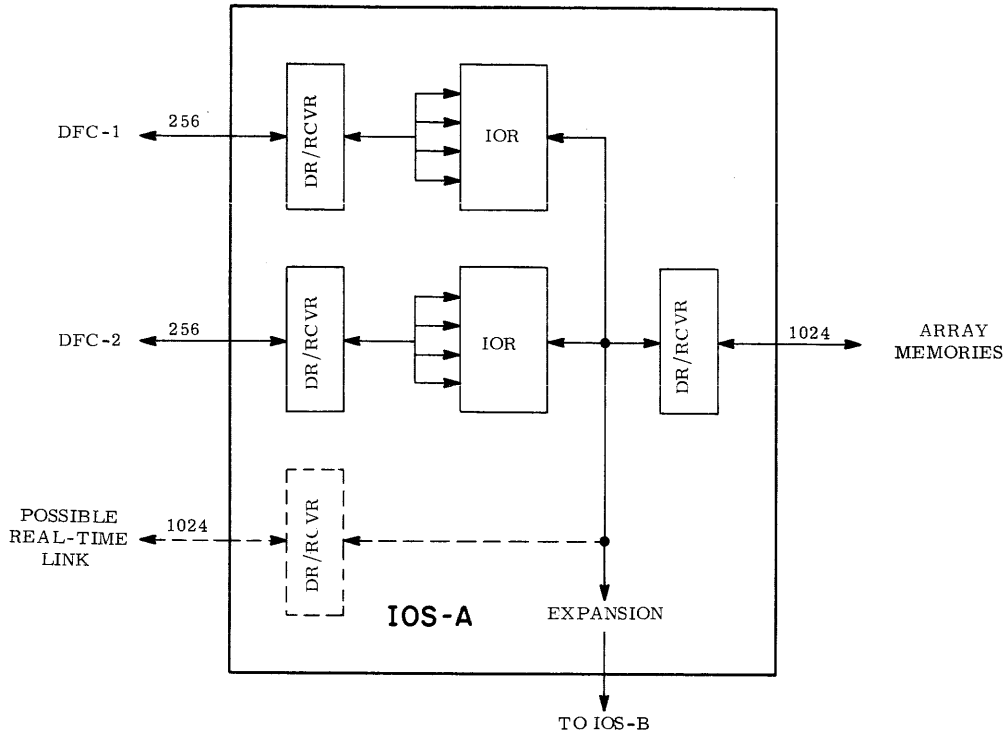 DFC-1
256
DR/RCVR
IOR
DFC-2
256
DR/RCVR
IOR
DR/RCVR
1024
ARRAY
MEMORIES
POSSIBLE
REAL-TIME
LINK
1024
DR/RCVR
IOS-A
EXPANSION
TO IOS-B